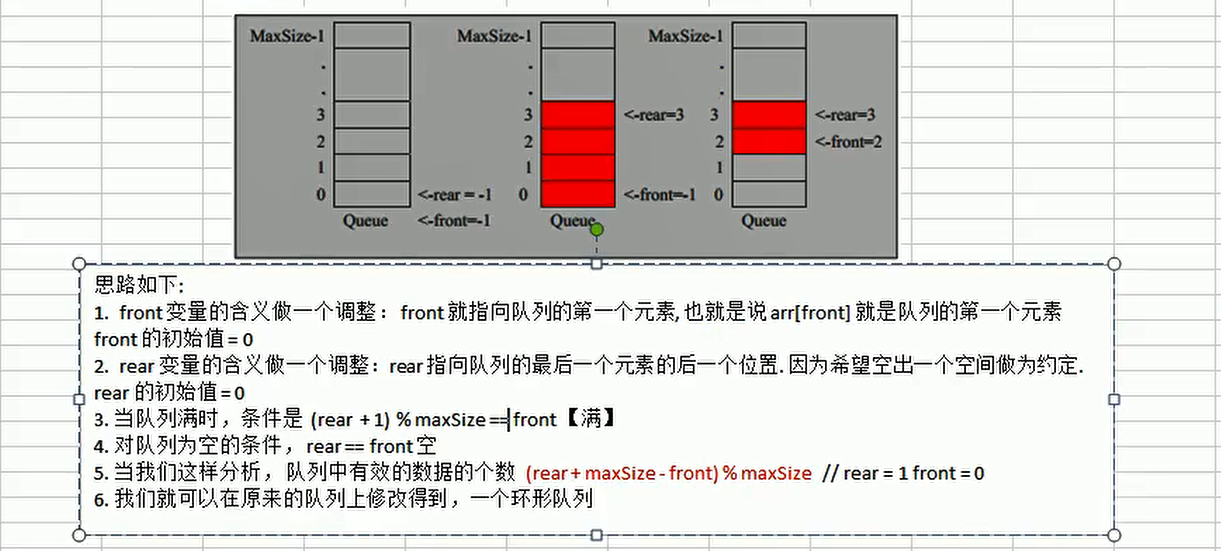 MaxSize-1 MaxSize-1 MaxSize-1
. . .
. . .
3 3 <-rear=3 3 <-rear=3
2 2 2 <-front=2
1 1 1
0 <-rear = -1 0 <-front=-1 0
Queue <-front=-1 Queue Queue
思路如下:
1. front 变量的含义做一个调整： front 就指向队列的第一个元素, 也就是说 arr[front] 就是队列的第一个元素
front 的初始值 = 0
2. rear 变量的含义做一个调整：rear 指向队列的最后一个元素的后一个位置. 因为希望空出一个空间做为约定.
rear 的初始值 = 0
3. 当队列满时，条件是 (rear + 1) % maxSize == front 【满】
4. 对队列为空的条件， rear == front 空
5. 当我们这样分析， 队列中有效的数据的个数 (rear + maxSize - front) % maxSize // rear = 1 front = 0
6. 我们就可以在原来的队列上修改得到，一个环形队列